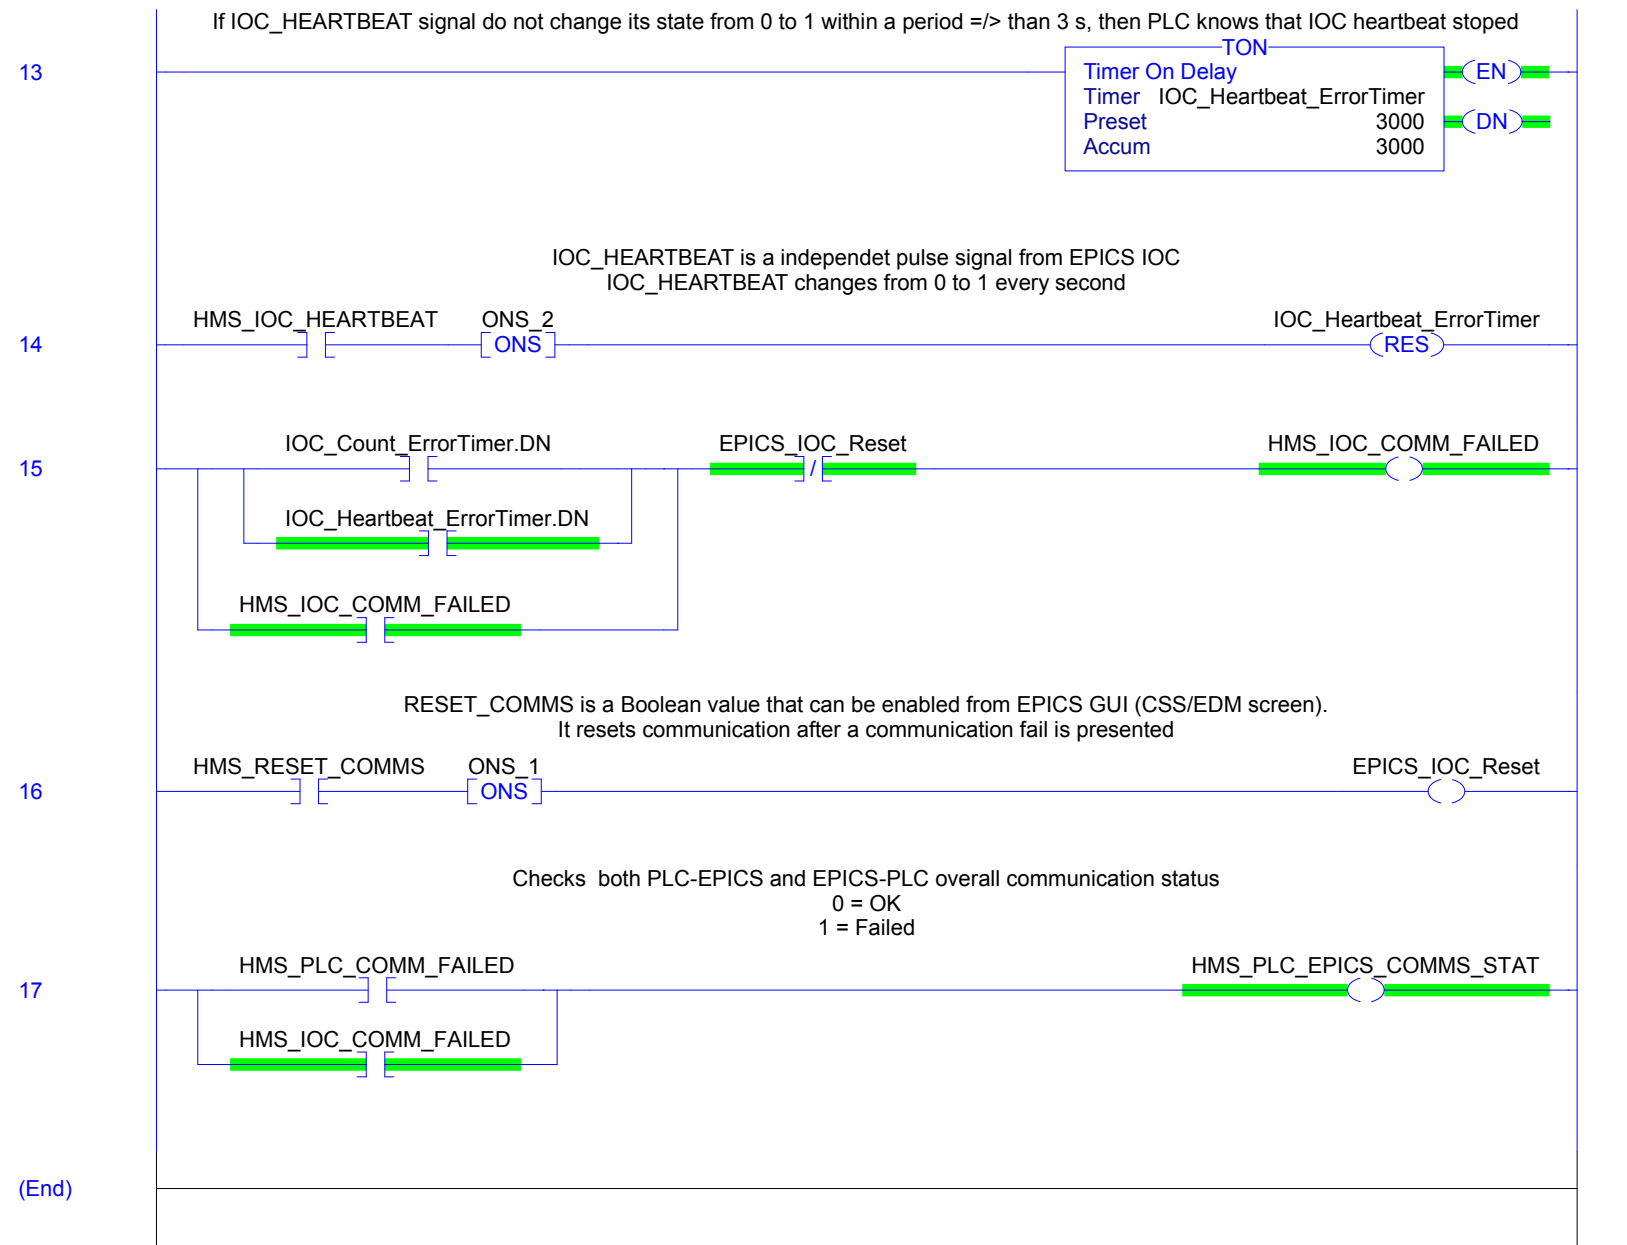 If IOC_HEARTBEAT signal do not change its state from 0 to 1 within a period =/> than 3 s, then PLC knows that IOC heartbeat stoped
13
TON
Timer On Delay
Timer IOC_Heartbeat_ErrorTimer
Preset 3000
Accum 3000
EN
DN
IOC_HEARTBEAT is a independet pulse signal from EPICS IOC
IOC_HEARTBEAT changes from 0 to 1 every second
HMS_IOC_HEARTBEAT ONS_2 IOC_Heartbeat_ErrorTimer
14 ONS RES
IOC_Count_ErrorTimer.DN EPICS_IOC_Reset HMS_IOC_COMM_FAILED
15 /
IOC_Heartbeat_ErrorTimer.DN
HMS_IOC_COMM_FAILED
RESET_COMMS is a Boolean value that can be enabled from EPICS GUI (CSS/EDM screen).
It resets communication after a communication fail is presented
HMS_RESET_COMMS ONS_1 EPICS_IOC_Reset
16 ONS
Checks both PLC-EPICS and EPICS-PLC overall communication status
0 = OK
1 = Failed
HMS_PLC_COMM_FAILED HMS_PLC_EPICS_COMMS_STAT
17
HMS_IOC_COMM_FAILED
(End)